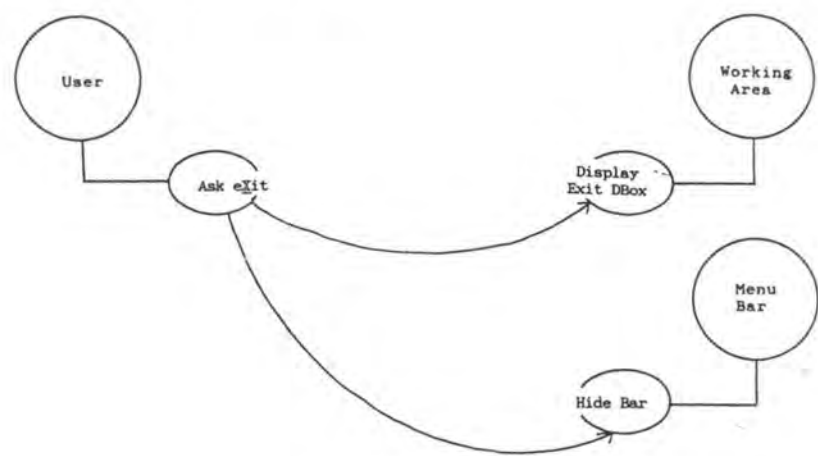 User
Working
Area
Ask eXit
Display
Exit DBox
Menu
Bar
Hide Bar